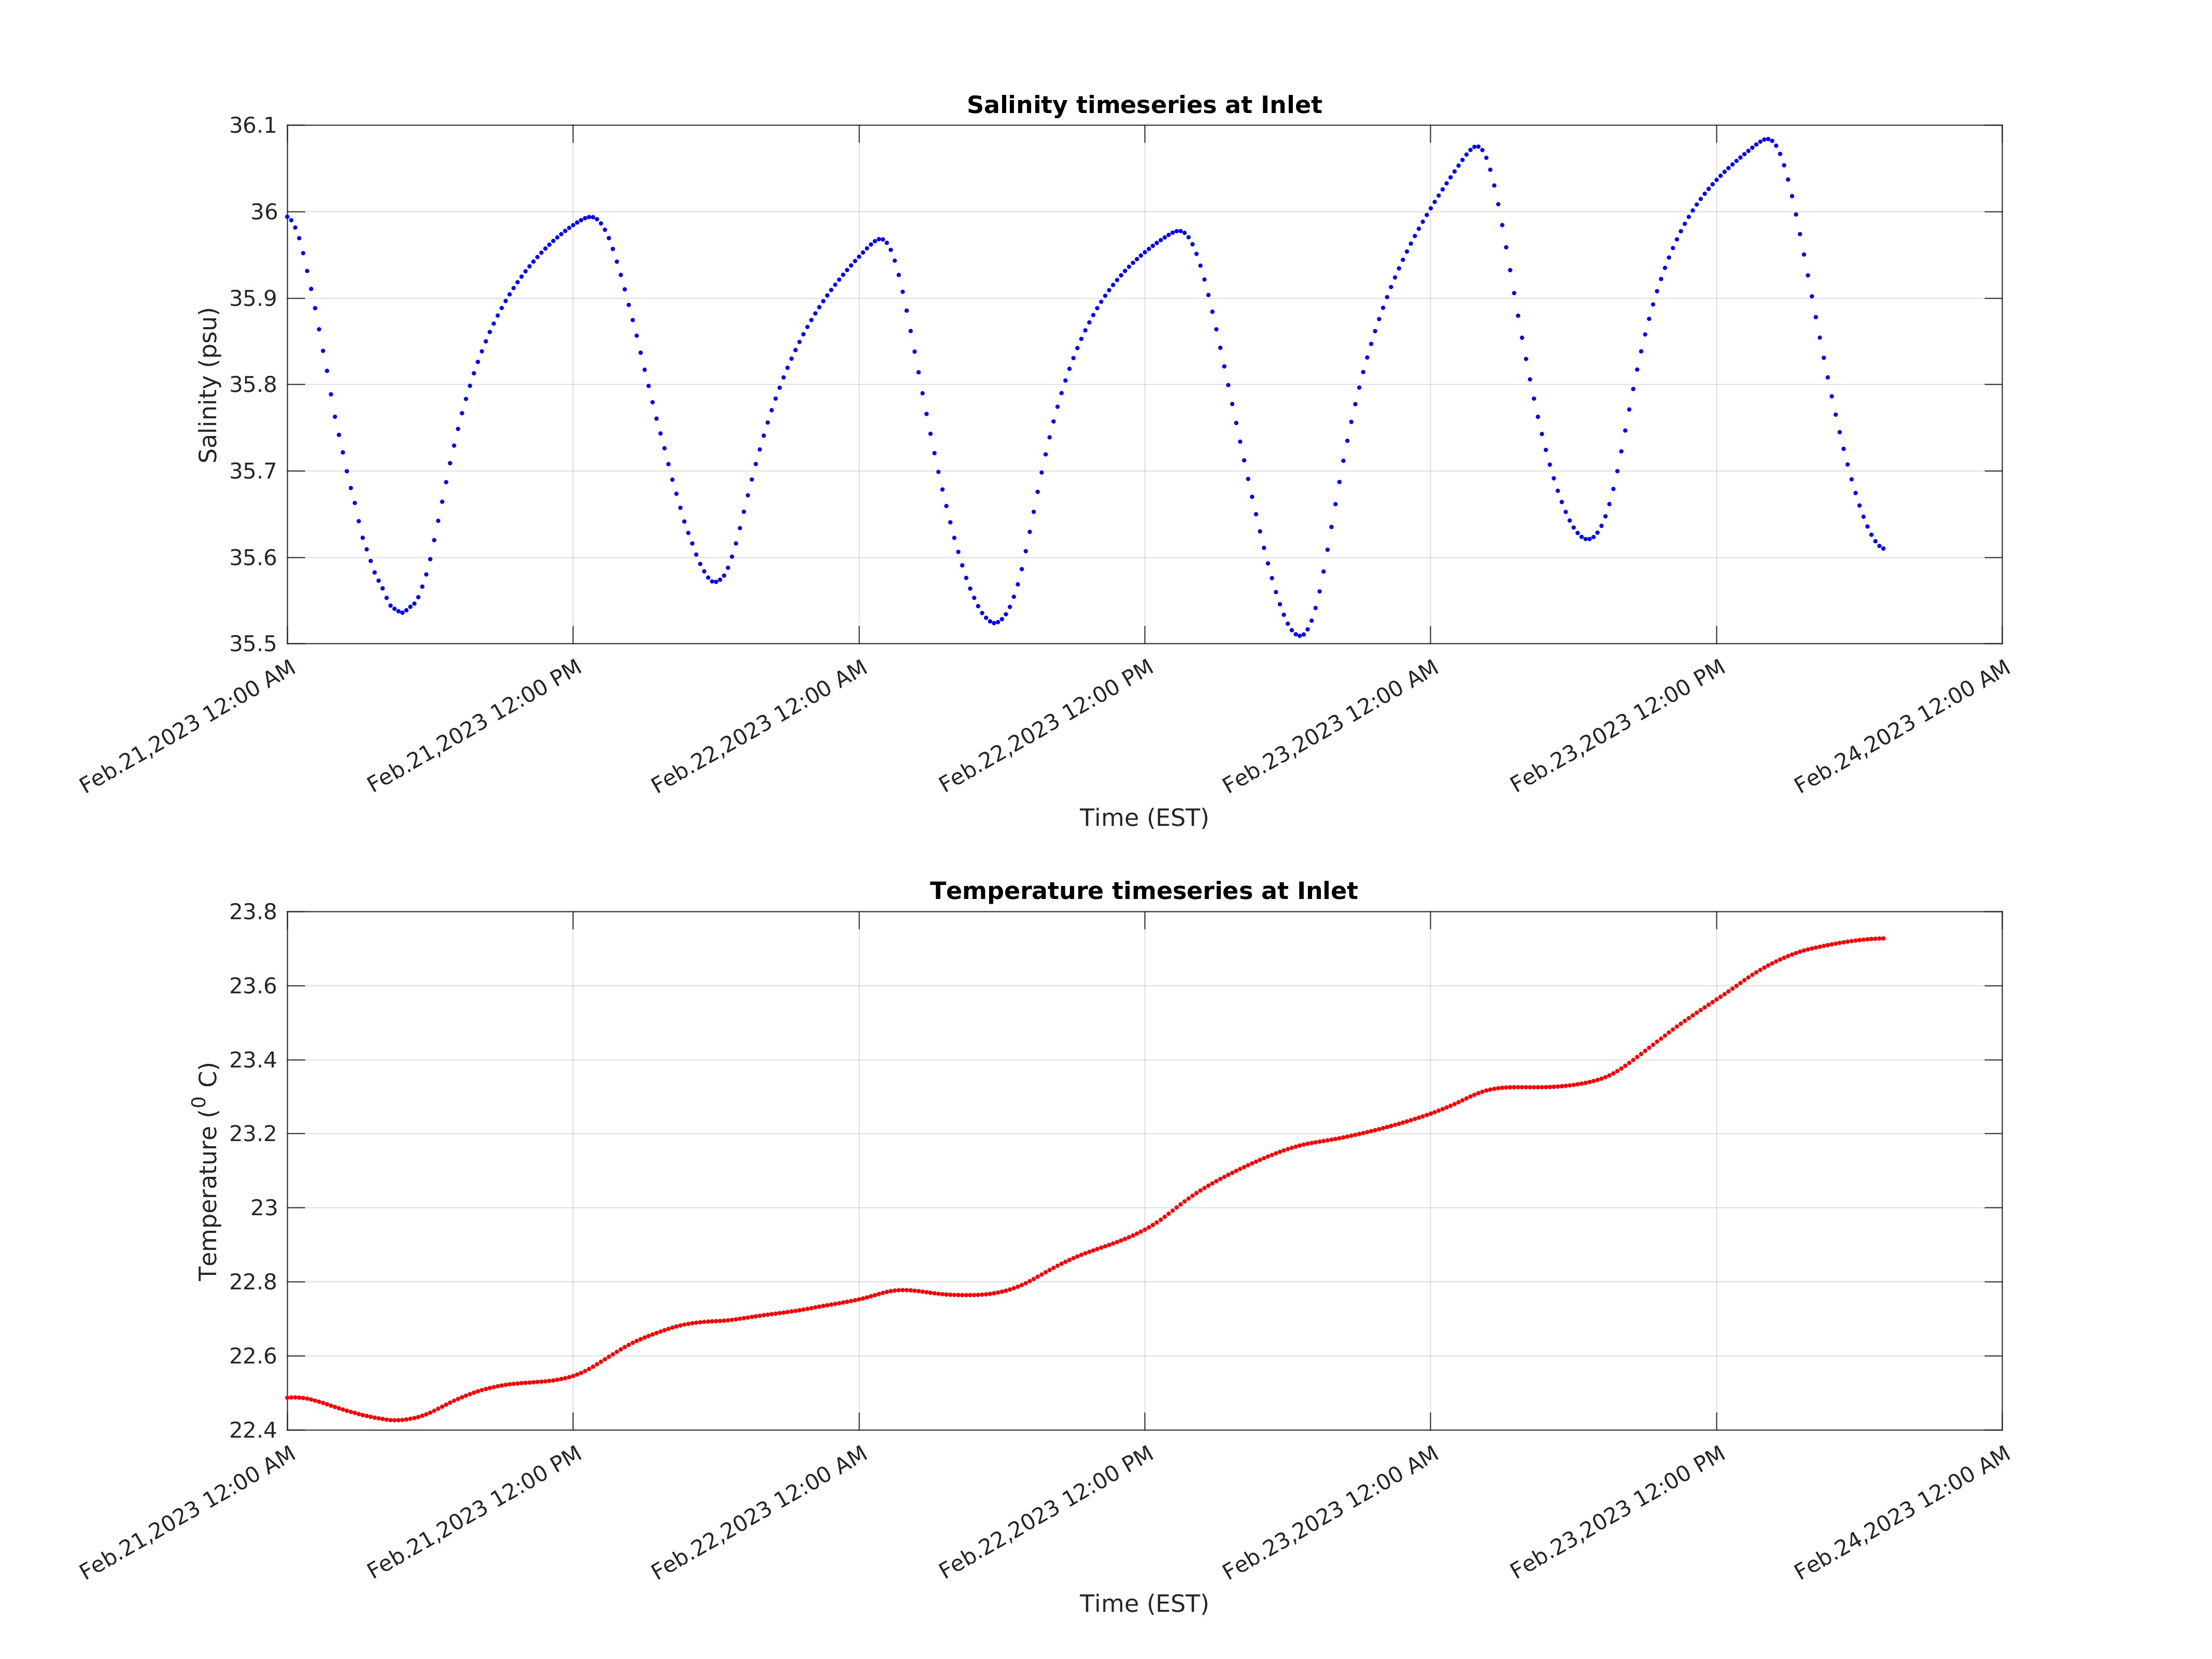 Salinity timeseries at Inlet
36.1
36
35.9
35.8
35.7
35.6
35.5
Salinity (psu)
Feb.21,2023 12:00 AM
Feb.21,2023 12:00 PM
Feb.22,2023 12:00 AM
Feb.22,2023 12:00 PM
Feb.23,2023 12:00 AM
Feb.23,2023 12:00 PM
Feb.24,2023 12:00 AM
Time (EST)
Temperature timeseries at Inlet
23.8
23.6
23.4
23.2
23
22.8
22.6
22.4
Temperature (⁰ C)
Feb.21,2023 12:00 AM
Feb.21,2023 12:00 PM
Feb.22,2023 12:00 AM
Feb.22,2023 12:00 PM
Feb.23,2023 12:00 AM
Feb.23,2023 12:00 PM
Feb.24,2023 12:00 AM
Time (EST)